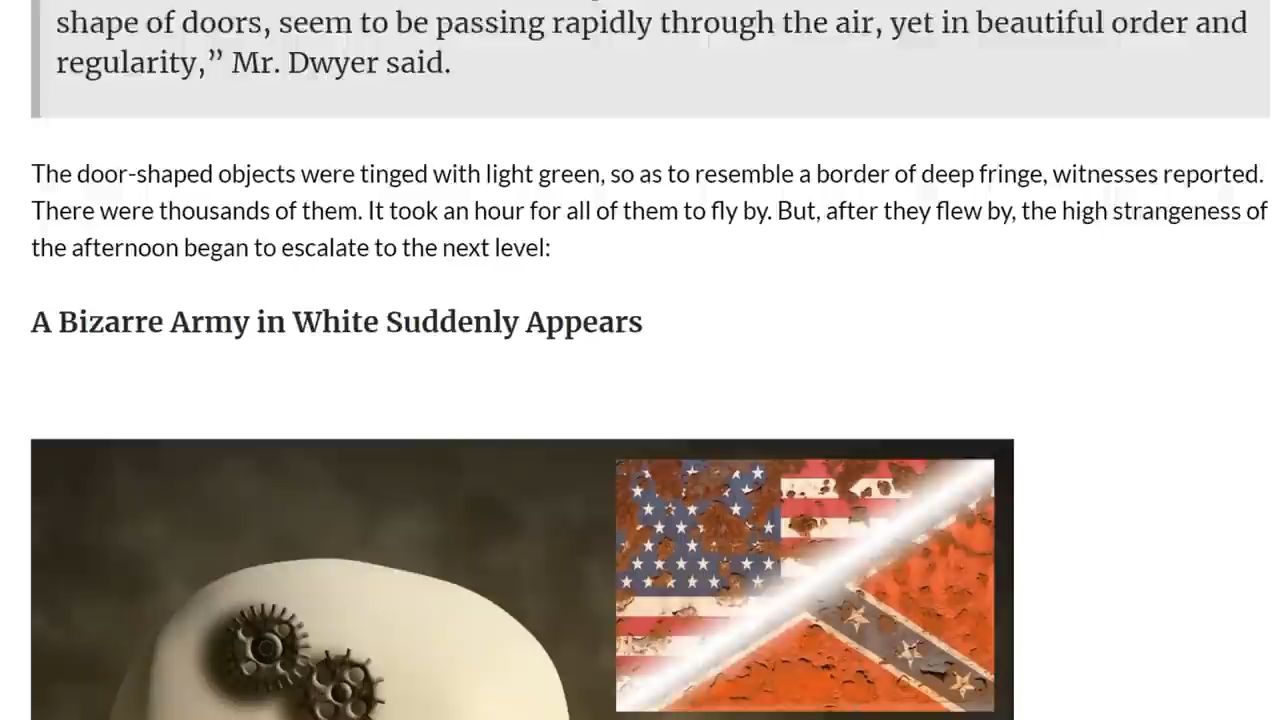 shape of doors, seem to be passing rapidly through the air, yet in beautiful order and
regularity,” Mr. Dwyer said.
The door-shaped objects were tinged with light green, so as to resemble a border of deep fringe, witnesses reported.
There were thousands of them. It took an hour for all of them to fly by. But, after they flew by, the high strangeness of
the afternoon began to escalate to the next level:
A Bizarre Army in White Suddenly Appears